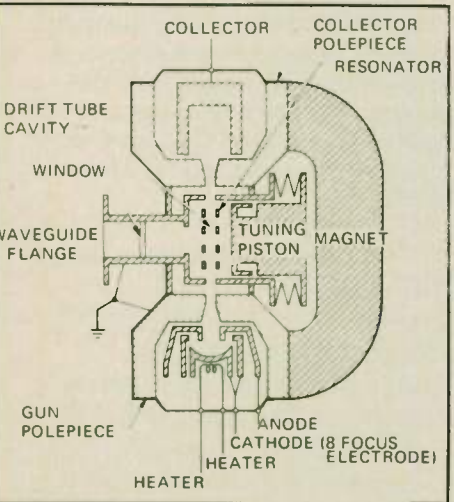 COLLECTOR
COLLECTOR
POLEPIECE
RESONATOR
DRIFT TUBE
CAVITY
WINDOW
WAVEGUIDE
FLANGE
TUNING
PISTON
MAGNET
GUN
POLEPIECE
ANODE
CATHODE (8 FOCUS
ELECTRODE)
HEATER
HEATER